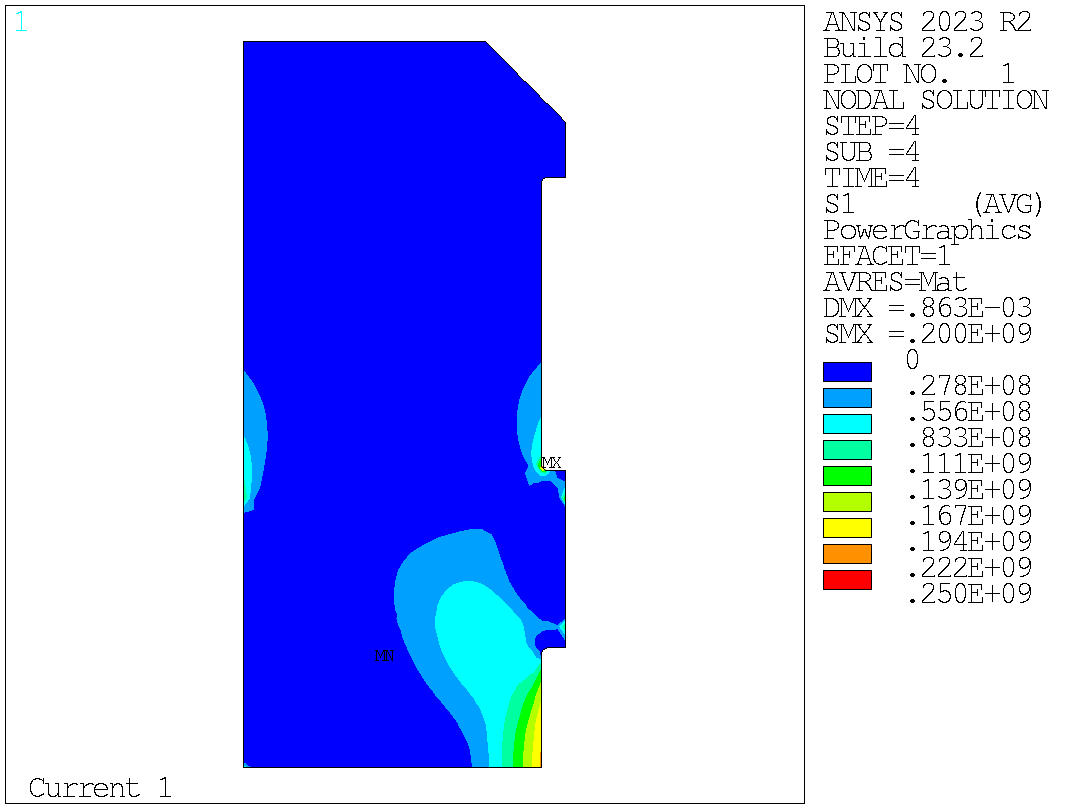 1
ANSYS 2023 R2
Build 23.2
PLOT NO.   1
NODAL SOLUTION
STEP=4
SUB =4
TIME=4
S1       (AVG)
PowerGraphics
EFACET=1
AVRES=Mat
DMX =.863E-03
SMX =.200E+09
0
.278E+08
.556E+08
.833E+08
.111E+09
.139E+09
.167E+09
.194E+09
.222E+09
.250E+09
MX
MN
Current 1